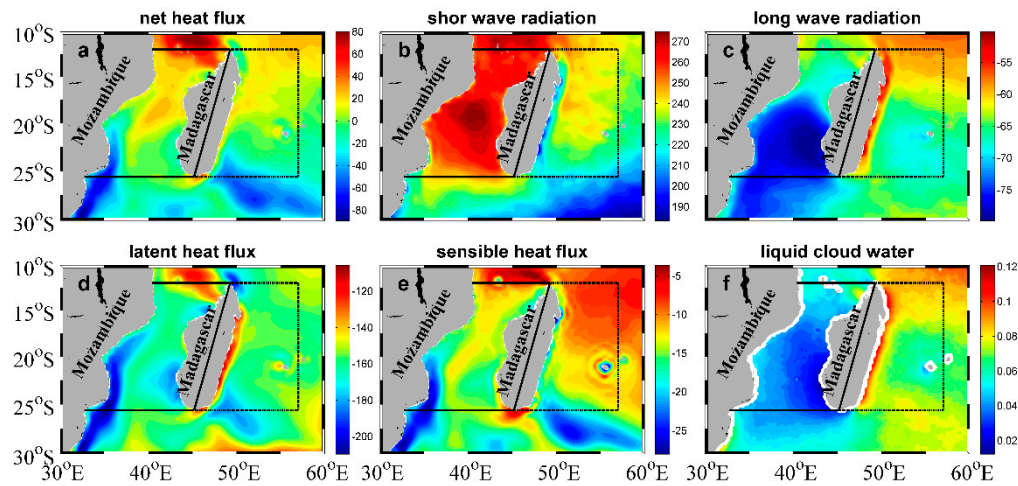 net heat flux
shor wave radiation
long wave radiation
10°S
15°S
20°S
25°S
30°S
a
Mozambique
Madagascar
80
60
40
20
0
-20
-40
-60
-80
b
Mozambique
Madagascar
270
260
250
240
230
220
210
200
190
c
Mozambique
Madagascar
-55
-60
-65
-70
-75
latent heat flux
sensible heat flux
liquid cloud water
10°S
15°S
20°S
25°S
30°S
d
Mozambique
Madagascar
-120
-140
-160
-180
-200
e
Mozambique
Madagascar
-5
-10
-15
-20
-25
f
Mozambique
Madagascar
0.12
0.1
0.08
0.06
0.04
0.02
30°E
40°E
50°E
60°E
30°E
40°E
50°E
60°E
30°E
40°E
50°E
60°E